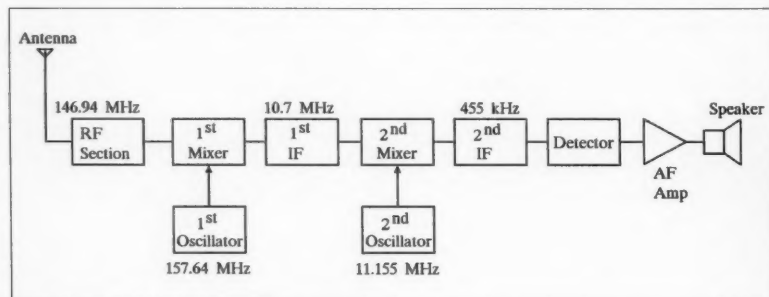 Antenna
146.94 MHz
10.7 MHz
455 kHz
Speaker
RF
Section
1st
Mixer
1st
IF
2nd
Mixer
2nd
IF
Detector
AF
Amp
1st
Oscillator
2nd
Oscillator
157.64 MHz
11.155 MHz